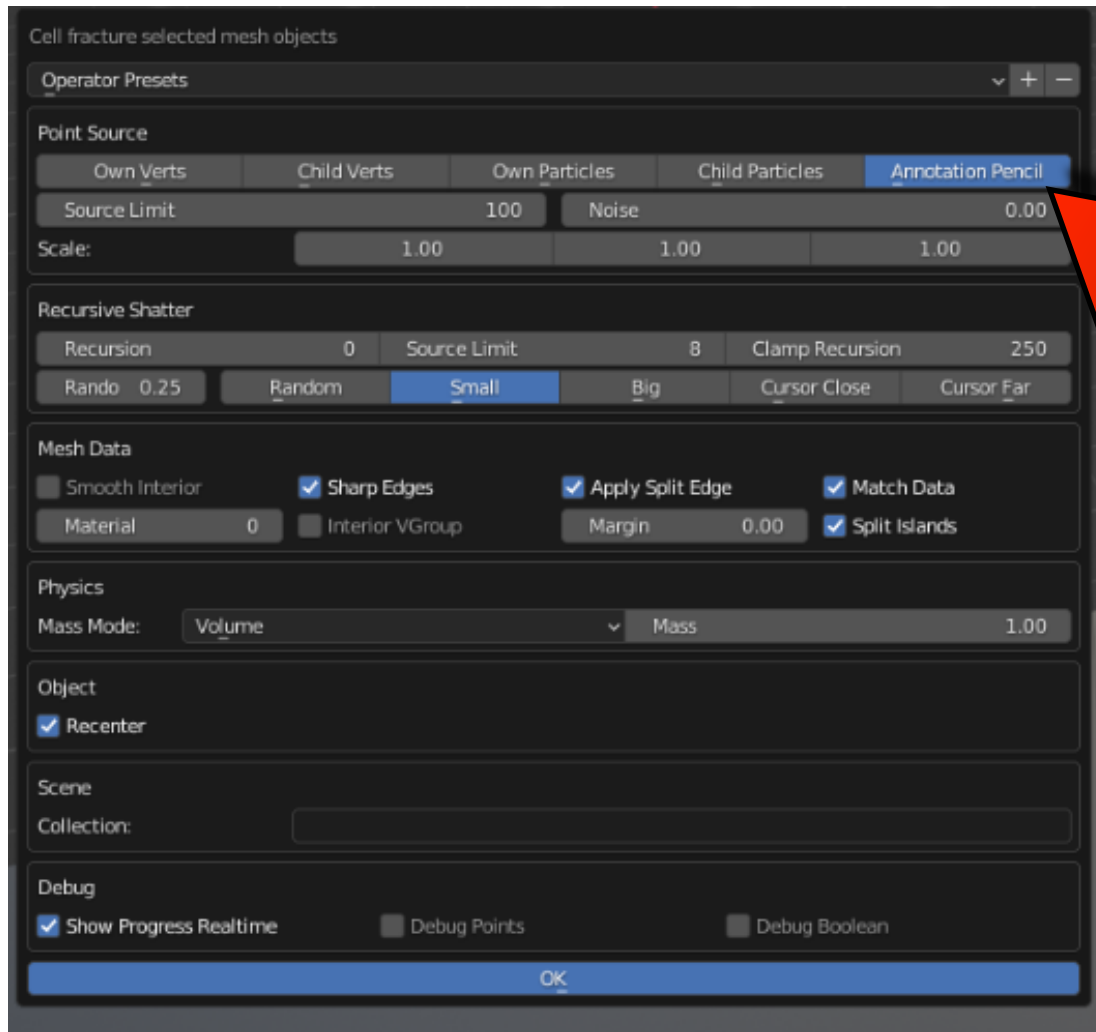 Cell fracture selected mesh objects
Operator Presets
Point Source
Own Verts Child Verts Own Particles Child Particles Annotation Pencil
Source Limit 100 Noise 0.00
Scale: 1.00 1.00 1.00
Recursive Shatter
Recursion 0 Source Limit 8 Clamp Recursion 250
Rando 0.25 Random Small Big Cursor Close Cursor Far
Mesh Data
Smooth Interior Sharp Edges Apply Split Edge Match Data
Material 0 Interior VGroup Margin 0.00 Split Islands
Physics
Mass Mode: Volume Mass 1.00
Object
Recenter
Scene
Collection:
Debug
Show Progress Realtime Debug Points Debug Boolean
OK